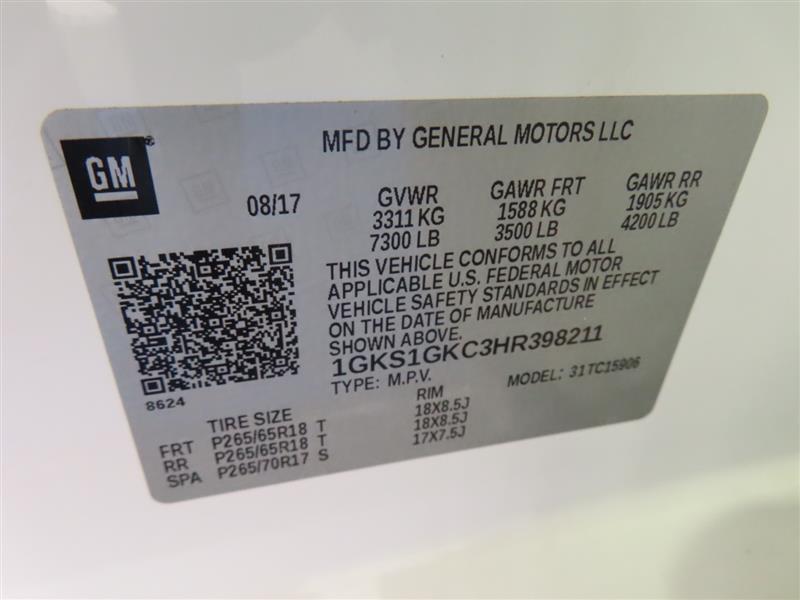 GM
MFD BY GENERAL MOTORS LLC
08/17
GVWR
3311 KG
7300 LB
GAWR FRT
1588 KG
3500 LB
GAWR RR
1905 KG
4200 LB
THIS VEHICLE CONFORMS TO ALL
APPLICABLE U.S. FEDERAL MOTOR
VEHICLE SAFETY STANDARDS IN EFFECT
ON THE DATE OF MANUFACTURE
SHOWN ABOVE.
1GKS1GKC3HR398211
TYPE: M.P.V.
MODEL: 31TC15906
8624
TIRE SIZE
RIM
FRT P265/65R18 T 18X8.5J
RR P265/65R18 T 18X8.5J
SPA P265/70R17 S 17X7.5J